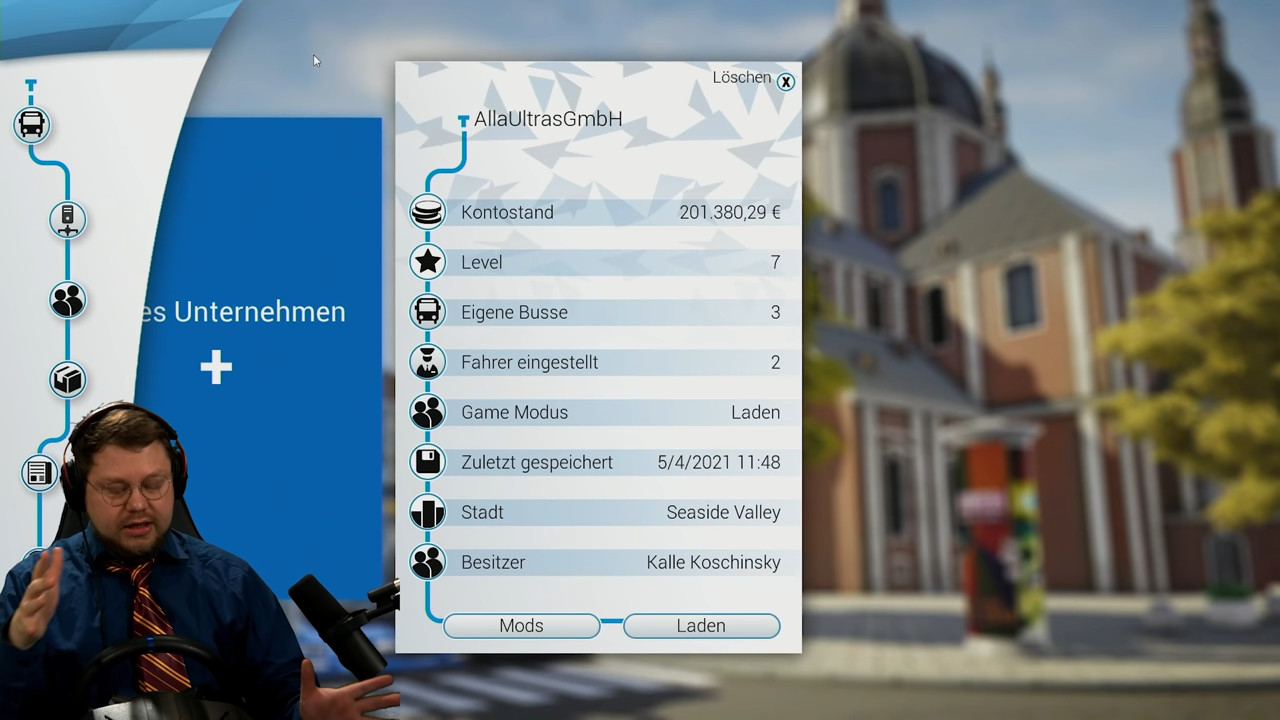 Löschen X
AllaUltrasGmbH
Kontostand 201.380,29 €
Level 7
Eigene Busse 3
Fahrer eingestellt 2
Game Modus Laden
Zuletzt gespeichert 5/4/2021 11:48
Stadt Seaside Valley
Besitzer Kalle Koschinsky
Mods Laden
es Unternehmen
+